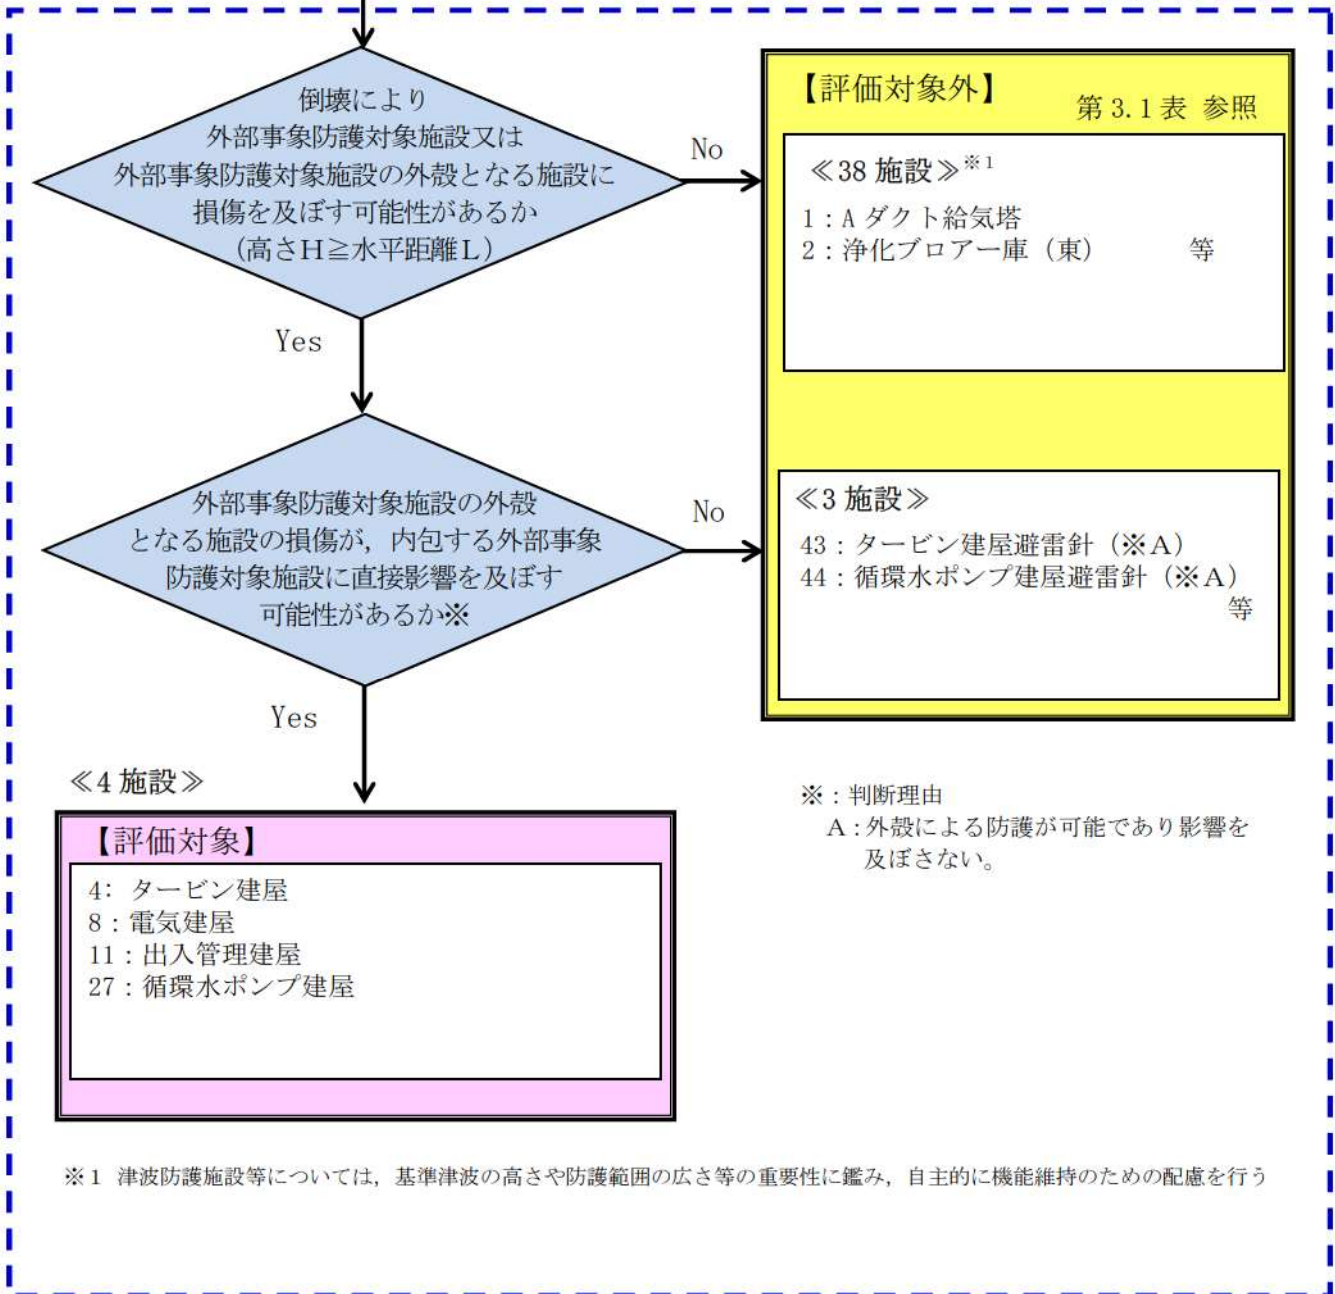 倒壊により
外部事象防護対象施設又は
外部事象防護対象施設の外殻となる施設に
損傷を及ぼす可能性があるか
(高さH≧水平距離L)
No
Yes
【評価対象外】
第 3.1 表 参照
≪38 施設≫※1
1：A ダクト給気塔
2：浄化ブロアー庫（東） 等
外部事象防護対象施設の外殻
となる施設の損傷が，内包する外部事象
防護対象施設に直接影響を及ぼす
可能性があるか※
No
Yes
≪3 施設≫
43：タービン建屋避雷針（※A）
44：循環水ポンプ建屋避雷針（※A）
等
≪4 施設≫
【評価対象】
4： タービン建屋
8：電気建屋
11：出入管理建屋
27：循環水ポンプ建屋
※：判断理由
A：外殻による防護が可能であり影響を
及ぼさない。
※1 津波防護施設等については，基準津波の高さや防護範囲の広さ等の重要性に鑑み，自主的に機能維持のための配慮を行う